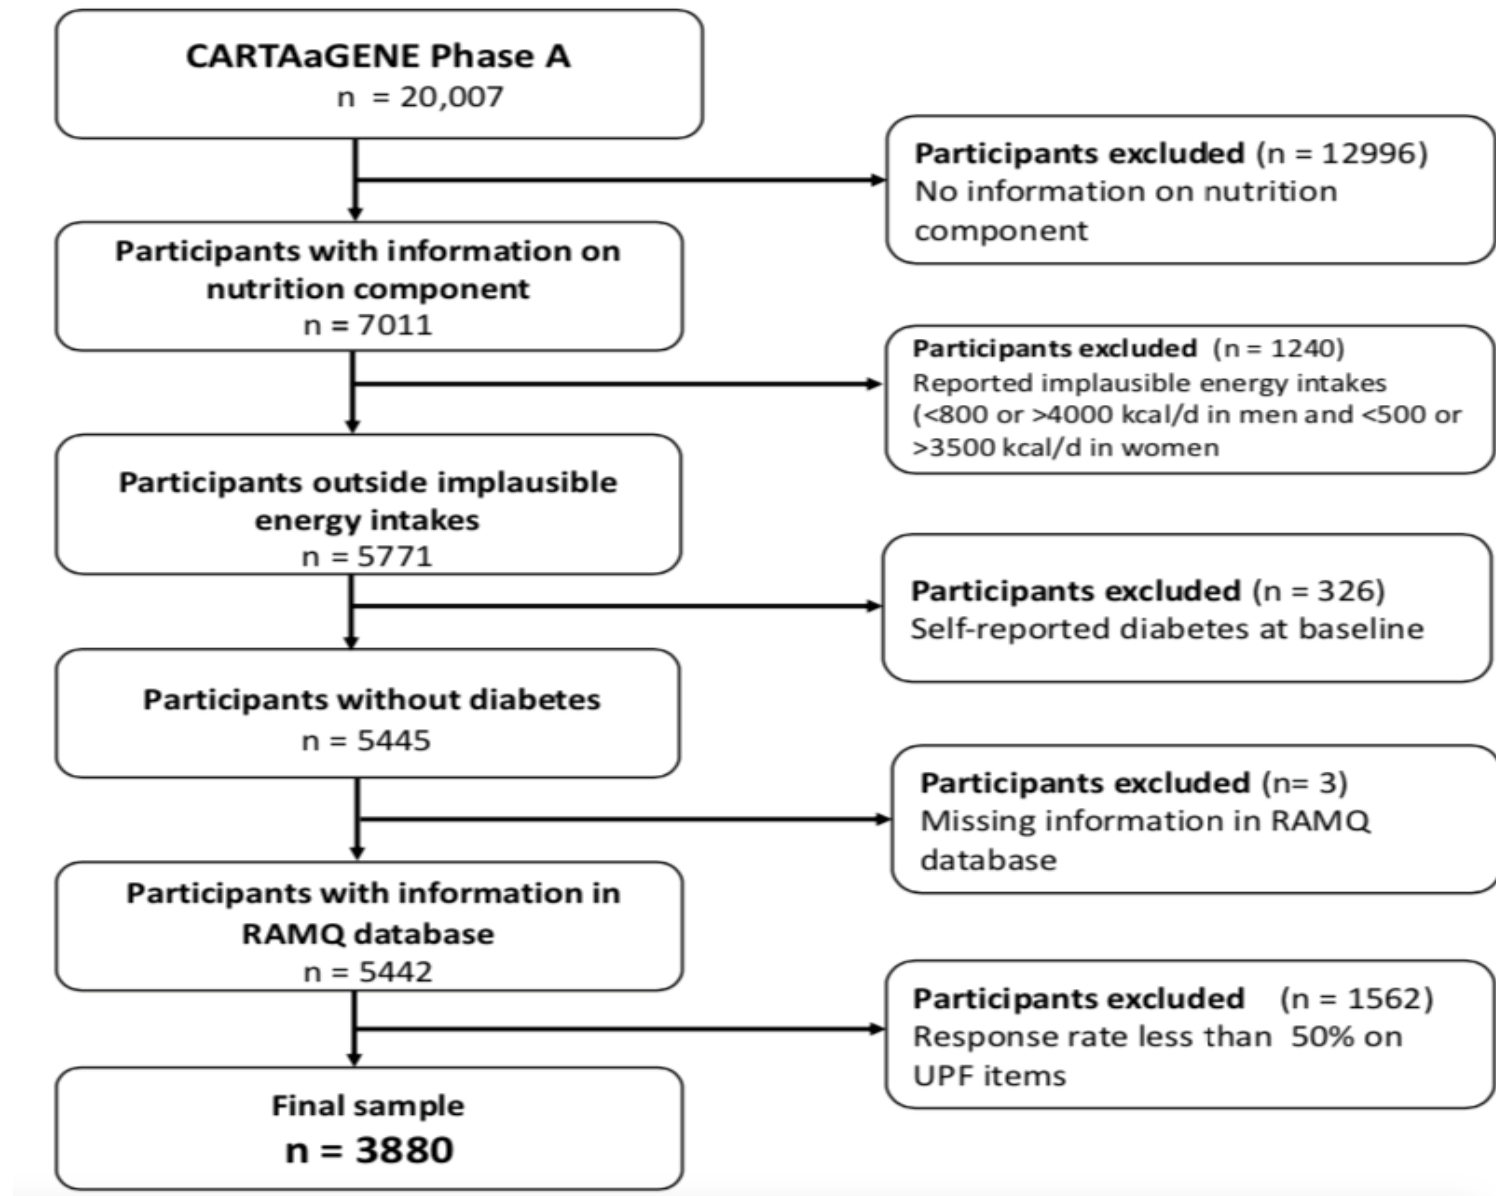 CARTAaGENE Phase A
n = 20,007
Participants excluded (n = 12996)
No information on nutrition
component
Participants with information on
nutrition component
n = 7011
Participants excluded (n = 1240)
Reported implausible energy intakes
(<800 or >4000 kcal/d in men and <500 or
>3500 kcal/d in women
Participants outside implausible
energy intakes
n = 5771
Participants excluded (n = 326)
Self-reported diabetes at baseline
Participants without diabetes
n = 5445
Participants excluded (n= 3)
Missing information in RAMQ
database
Participants with information in
RAMQ database
n = 5442
Participants excluded (n = 1562)
Response rate less than 50% on
UPF items
Final sample
n = 3880